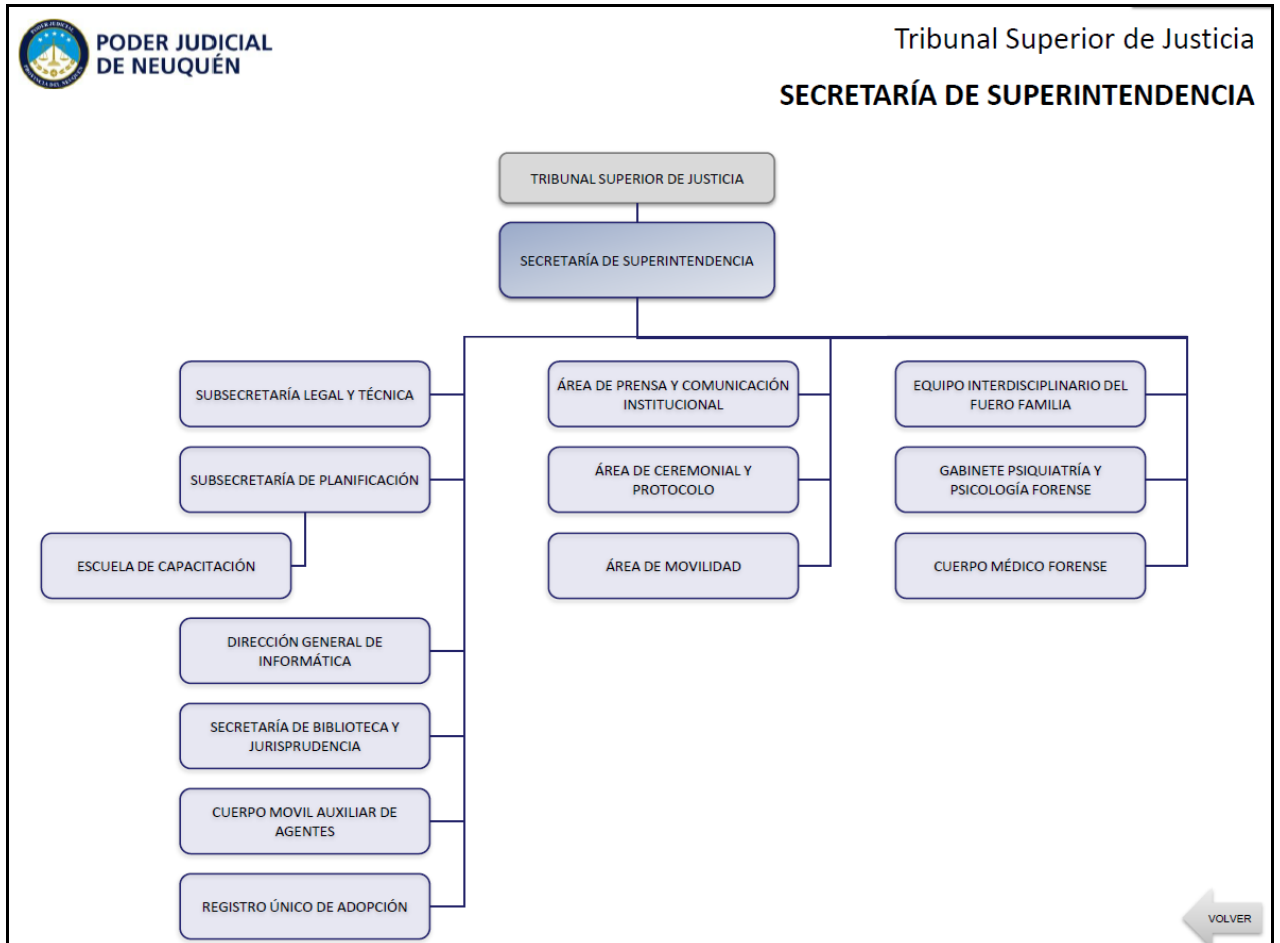 PODER JUDICIAL
DE NEUQUÉN
Tribunal Superior de Justicia
SECRETARÍA DE SUPERINTENDENCIA
TRIBUNAL SUPERIOR DE JUSTICIA
SECRETARÍA DE SUPERINTENDENCIA
SUBSECRETARÍA LEGAL Y TÉCNICA
SUBSECRETARÍA DE PLANIFICACIÓN
ESCUELA DE CAPACITACIÓN
DIRECCIÓN GENERAL DE
INFORMÁTICA
SECRETARÍA DE BIBLIOTECA Y
JURISPRUDENCIA
CUERPO MOVIL AUXILIAR DE
AGENTES
REGISTRO ÚNICO DE ADOPCIÓN
ÁREA DE PRENSA Y COMUNICACIÓN
INSTITUCIONAL
ÁREA DE CEREMONIAL Y
PROTOCOLO
ÁREA DE MOVILIDAD
EQUIPO INTERDISCIPLINARIO DEL
FUERO FAMILIA
GABINETE PSIQUIATRÍA Y
PSICOLOGÍA FORENSE
CUERPO MÉDICO FORENSE
VOLVER